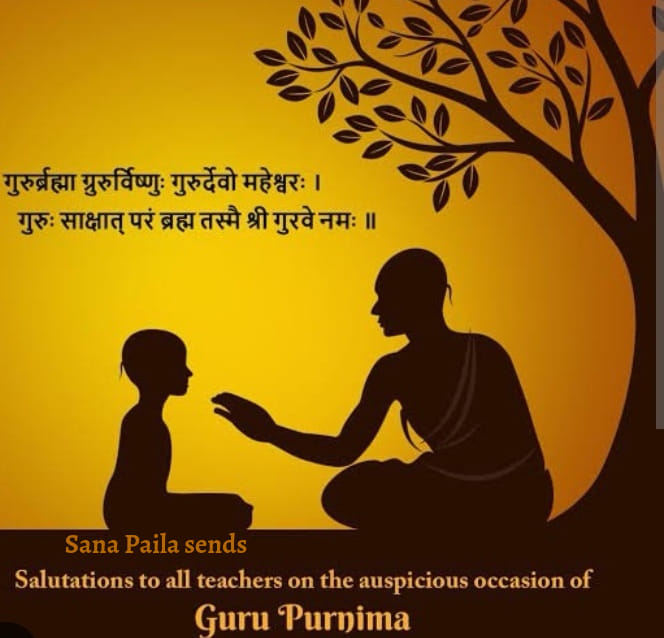 गुरुर्ब्रह्मा ग्रुरुर्विष्णुः गुरुर्देवो महेश्वरः ।
गुरुः साक्षात् परं ब्रह्म तस्मै श्री गुरवे नमः ॥
Sana Paila sends
Salutations to all teachers on the auspicious occasion of
Guru Purnima